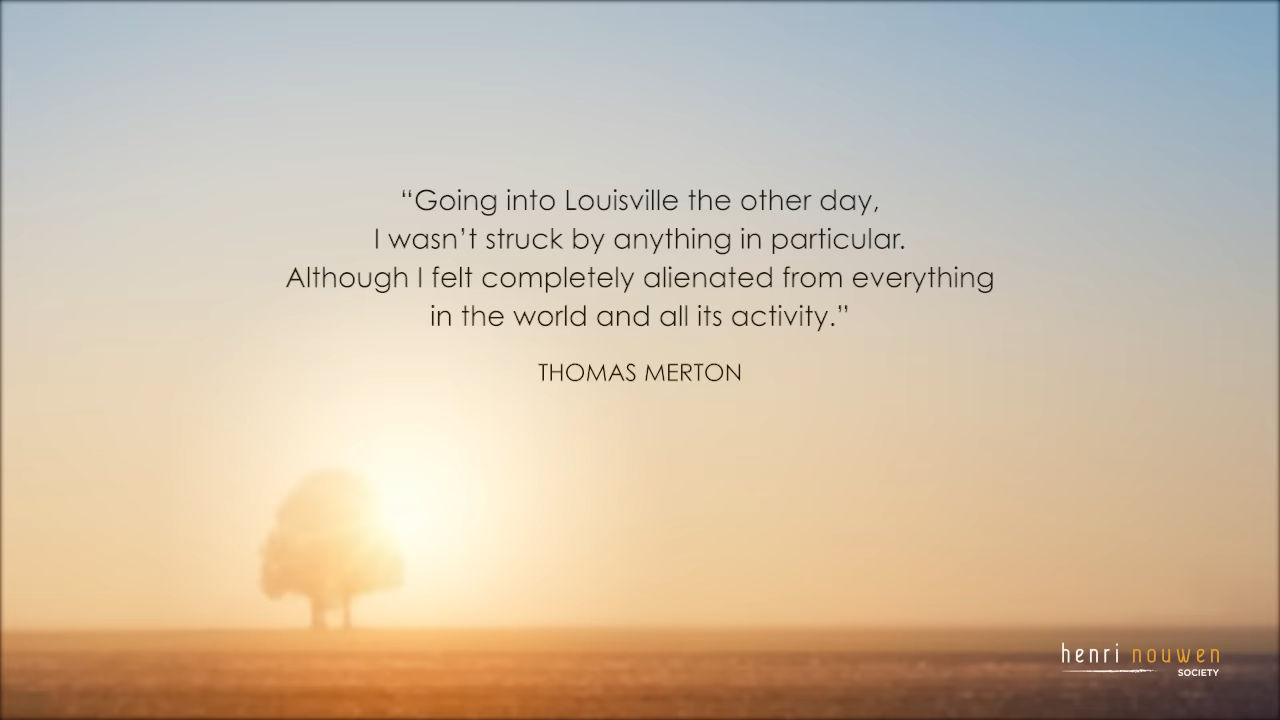 “Going into Louisville the other day,
I wasn’t struck by anything in particular.
Although I felt completely alienated from everything
in the world and all its activity.”
THOMAS MERTON
henri nouwen
SOCIETY